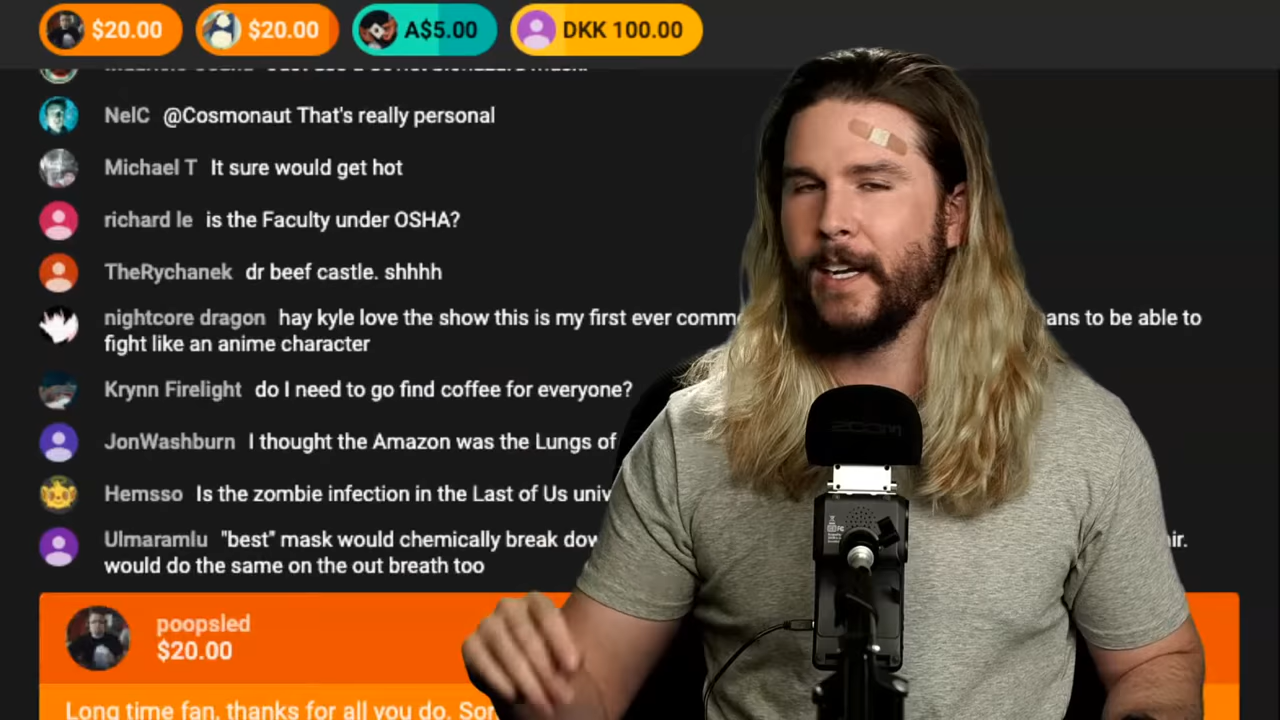 $20.00
$20.00
A$5.00
DKK 100.00
NelC @Cosmonaut That's really personal
Michael T It sure would get hot
richard le is the Faculty under OSHA?
TheRychanek dr beef castle. shhhh
nightcore dragon hay kyle love the show this is my first ever to be able to
fight like an anime character
Krynn Firelight do I need to go find coffee for everyone?
JonWashburn I thought the Amazon was the Lungs of
Hemsso Is the zombie infection in the Last of Us
Ulmaramlu "best" mask would chemically break
would do the same on the out breath too
poopsled
$20.00
Long time fan, thanks for all you do.
zoom